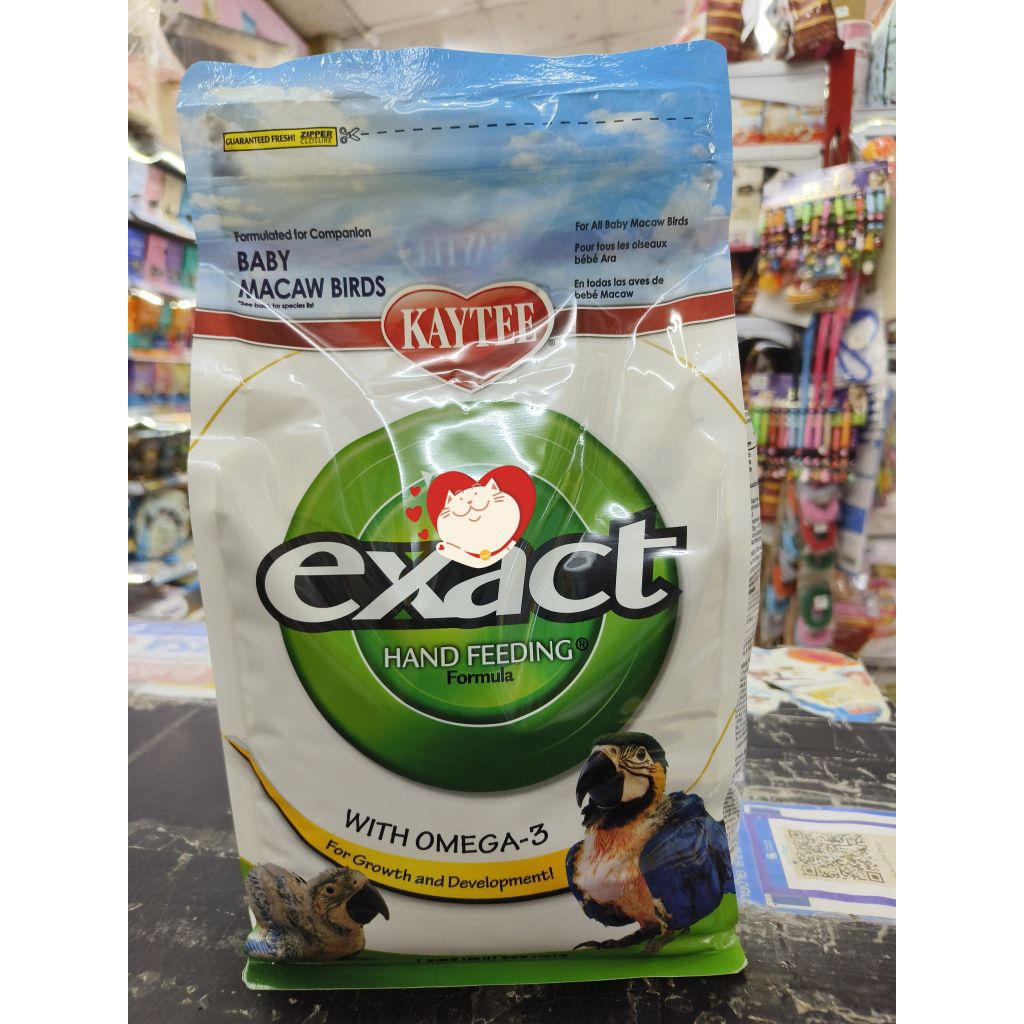 GUARANTEED FRESH! ZIPPER CLOSURE
Formulated for Companion
BABY
MACAW BIRDS
*See back for species list
For All Baby Macaw Birds
Pour tous les oiseaux
bébé Ara
En todas las aves de
bebé Macaw
KAYTEE®
exact
HAND FEEDING®
Formula
WITH OMEGA-3
For Growth and Development!